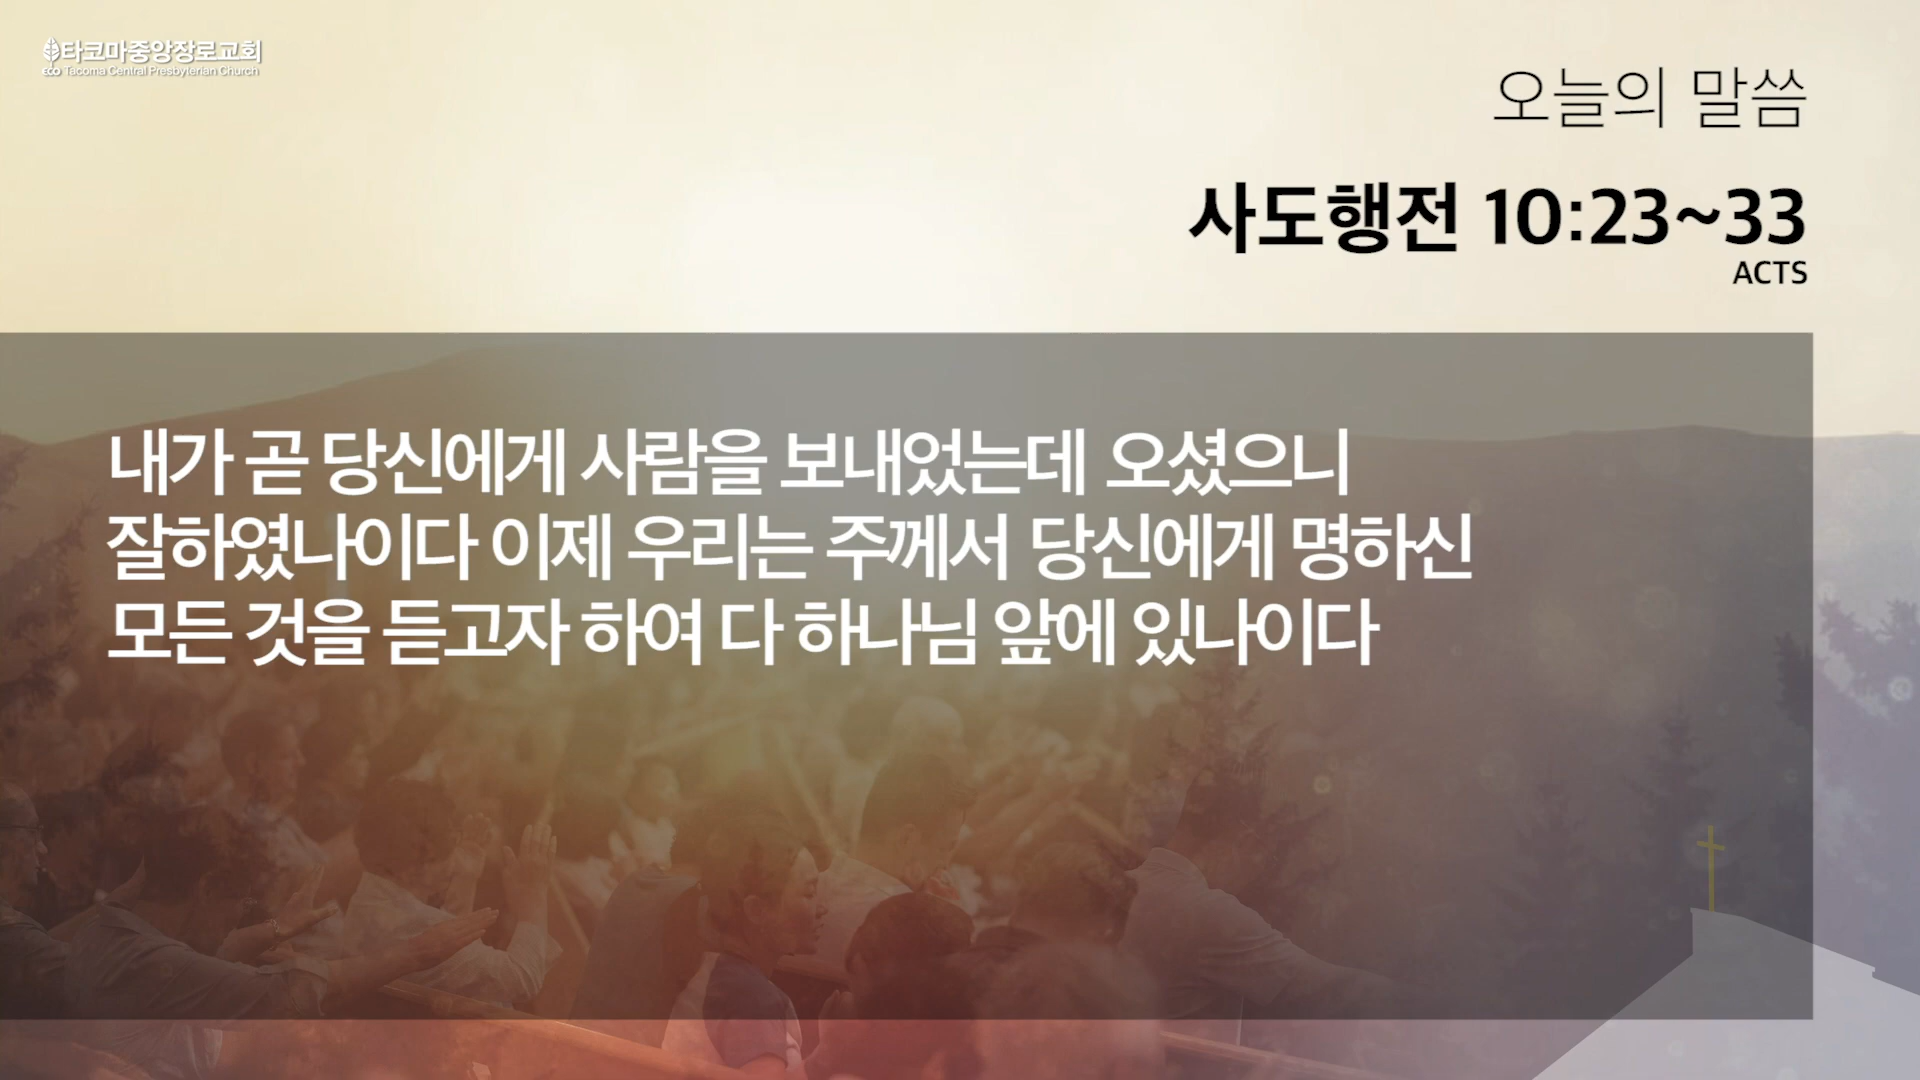 타코마중앙장로교회
ECO Tacoma Central Presbyterian Church
오늘의 말씀
사도행전 10:23~33
ACTS
내가 곧 당신에게 사람을 보내었는데 오셨으니
잘하였나이다 이제 우리는 주께서 당신에게 명하신
모든 것을 듣고자 하여 다 하나님 앞에 있나이다